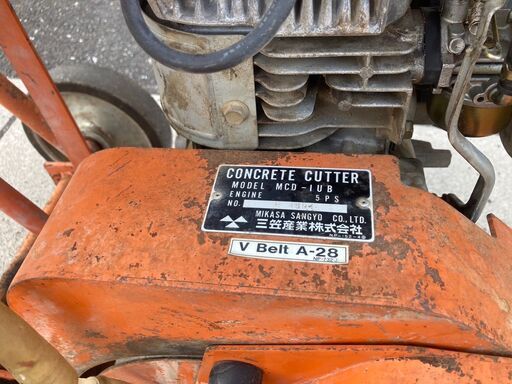 CONCRETE CUTTER
MODEL MCD-1UB
ENGINE 5PS
NO.
MIKASA SANGYO CO., LTD.
三笠産業株式会社
V Belt A-28